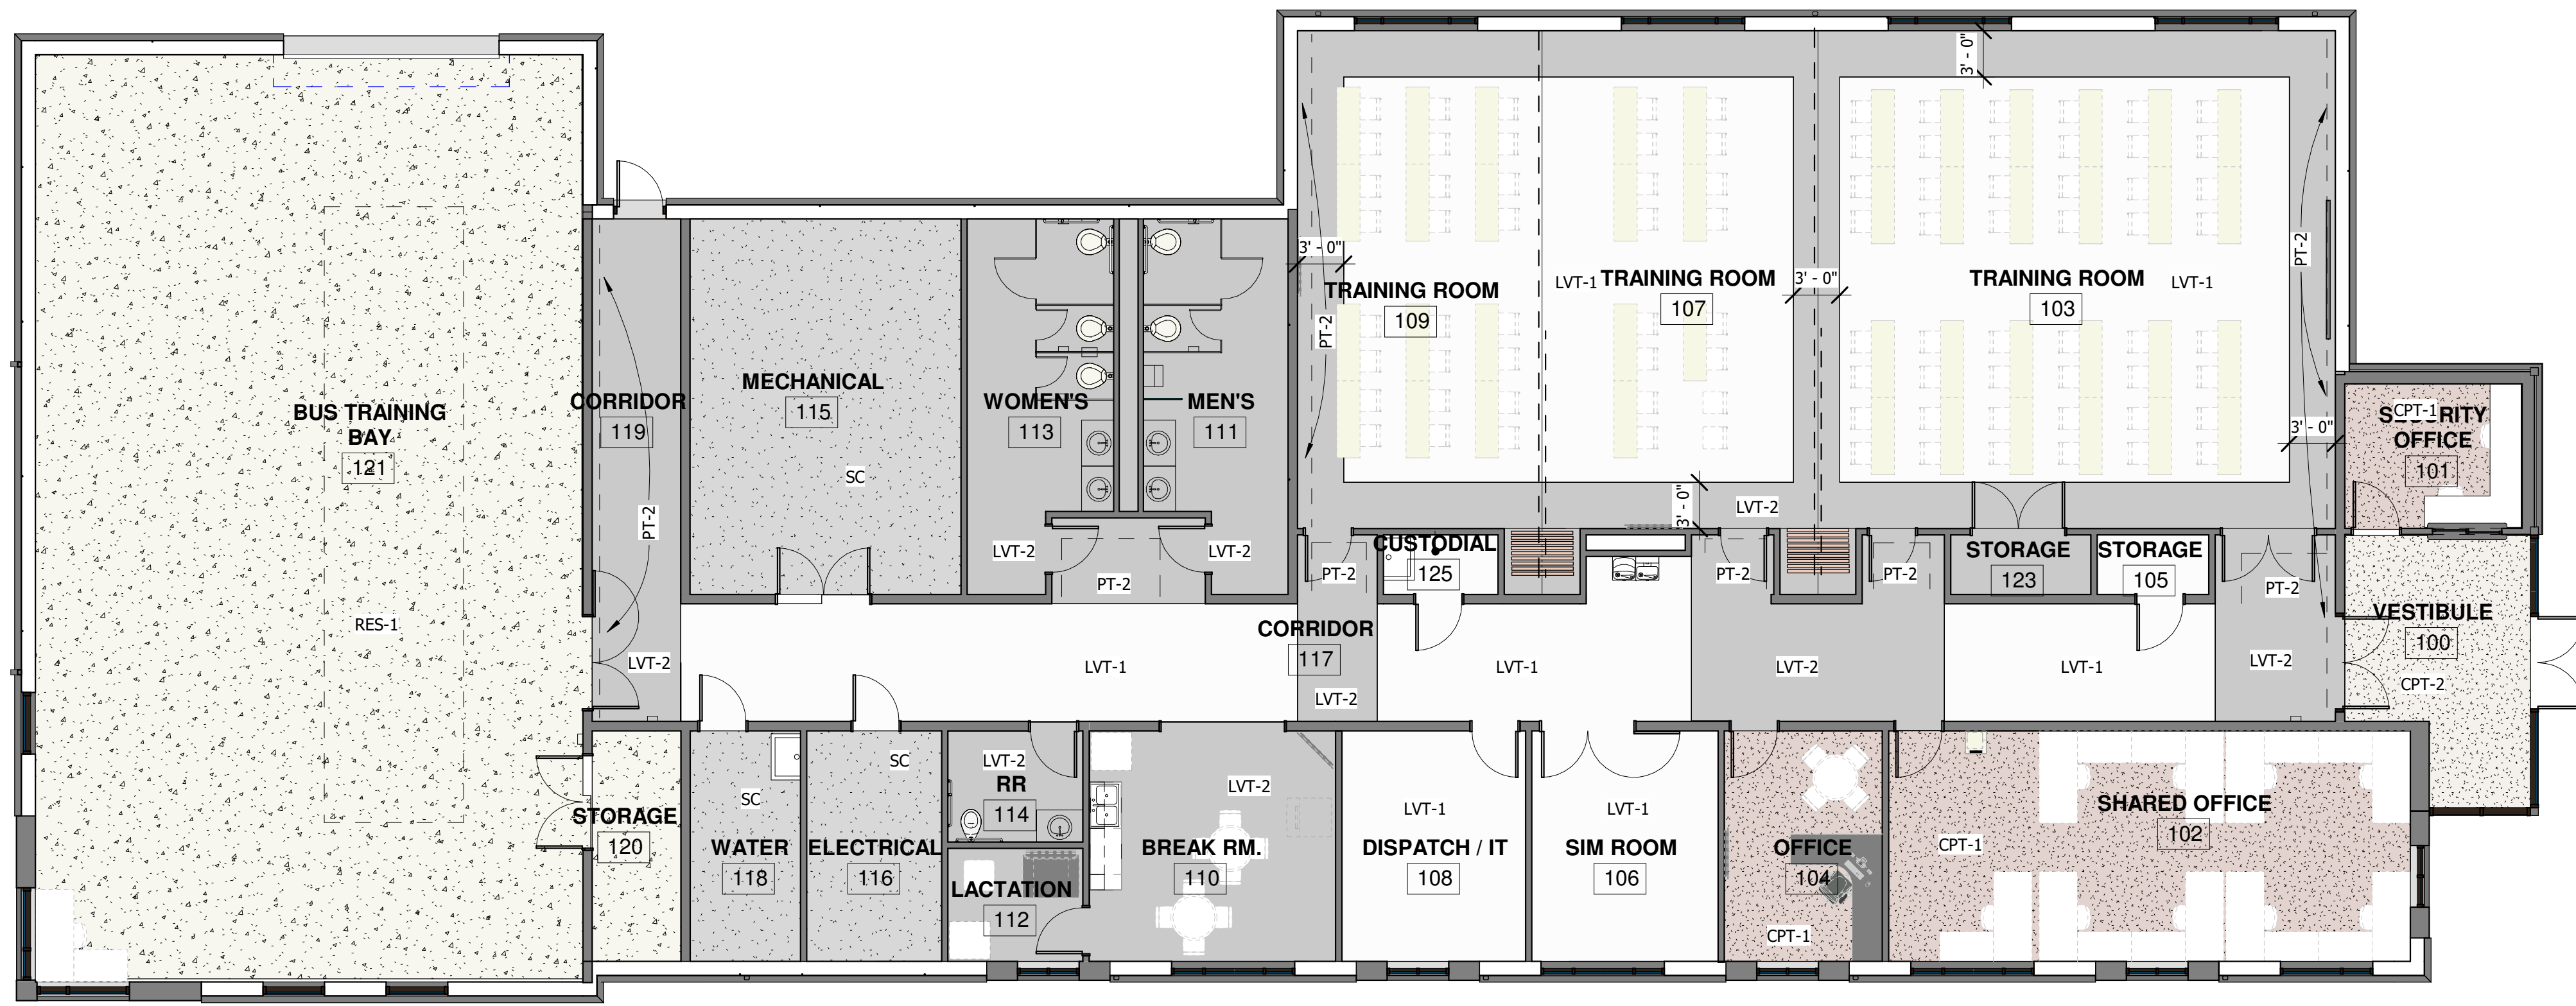 3' - 0"
3' - 0"
TRAINING ROOM
109
LVT-1
TRAINING ROOM
107
3' - 0"
TRAINING ROOM
103
LVT-1
PT-2
PT-2
3' - 0"
3' - 0"
LVT-2
BUS TRAINING
BAY
121
RES-1
CORRIDOR
119
PT-2
LVT-2
MECHANICAL
115
SC
WOMEN'S
113
LVT-2
MEN'S
111
LVT-2
PT-2
CPT-1
SECURITY
OFFICE
101
PT-2
CUSTODIAL
125
PT-2
PT-2
STORAGE
123
STORAGE
105
PT-2
VESTIBULE
100
CPT-2
LVT-1
CORRIDOR
117
LVT-2
LVT-1
LVT-2
LVT-1
LVT-2
STORAGE
120
SC
WATER
118
SC
ELECTRICAL
116
LVT-2
RR
114
LACTATION
112
LVT-2
BREAK RM.
110
LVT-1
DISPATCH / IT
108
LVT-1
SIM ROOM
106
OFFICE
104
CPT-1
SHARED OFFICE
102
CPT-1